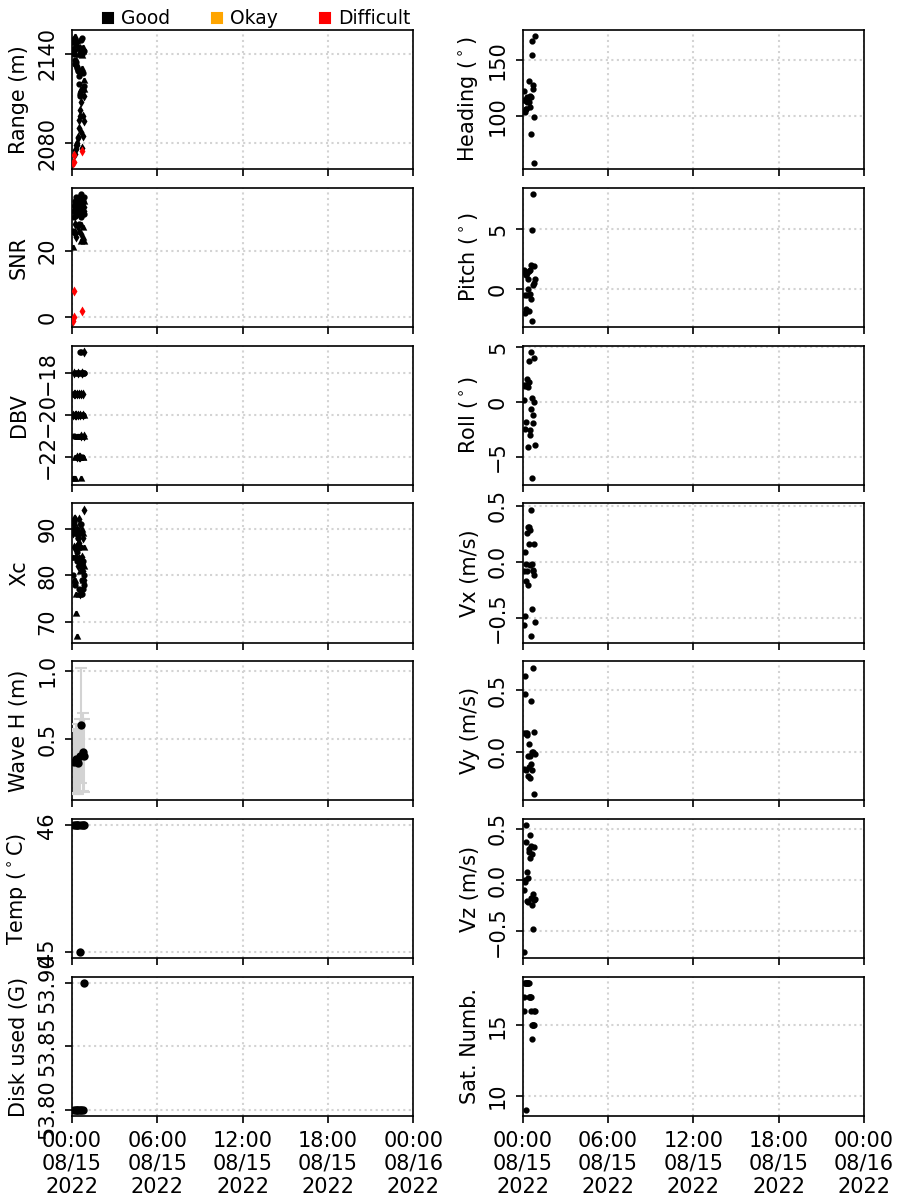 Good Okay Difficult
Range (m)
2140
2080
Heading (°)
150
100
SNR
20
0
Pitch (°)
5
0
DBV
−18
−20
−22
Roll (°)
5
0
−5
Xc
90
80
70
Vx (m/s)
0.5
0.0
−0.5
Wave H (m)
1.0
0.5
Vy (m/s)
0.5
0.0
Temp (°C)
46
45
Vz (m/s)
0.5
0.0
−0.5
Disk used (G)
53.90
53.85
53.80
Sat. Numb.
15
10
00:00 06:00 12:00 18:00 00:00
08/15 08/15 08/15 08/15 08/16
2022 2022 2022 2022 2022
00:00 06:00 12:00 18:00 00:00
08/15 08/15 08/15 08/15 08/16
2022 2022 2022 2022 2022